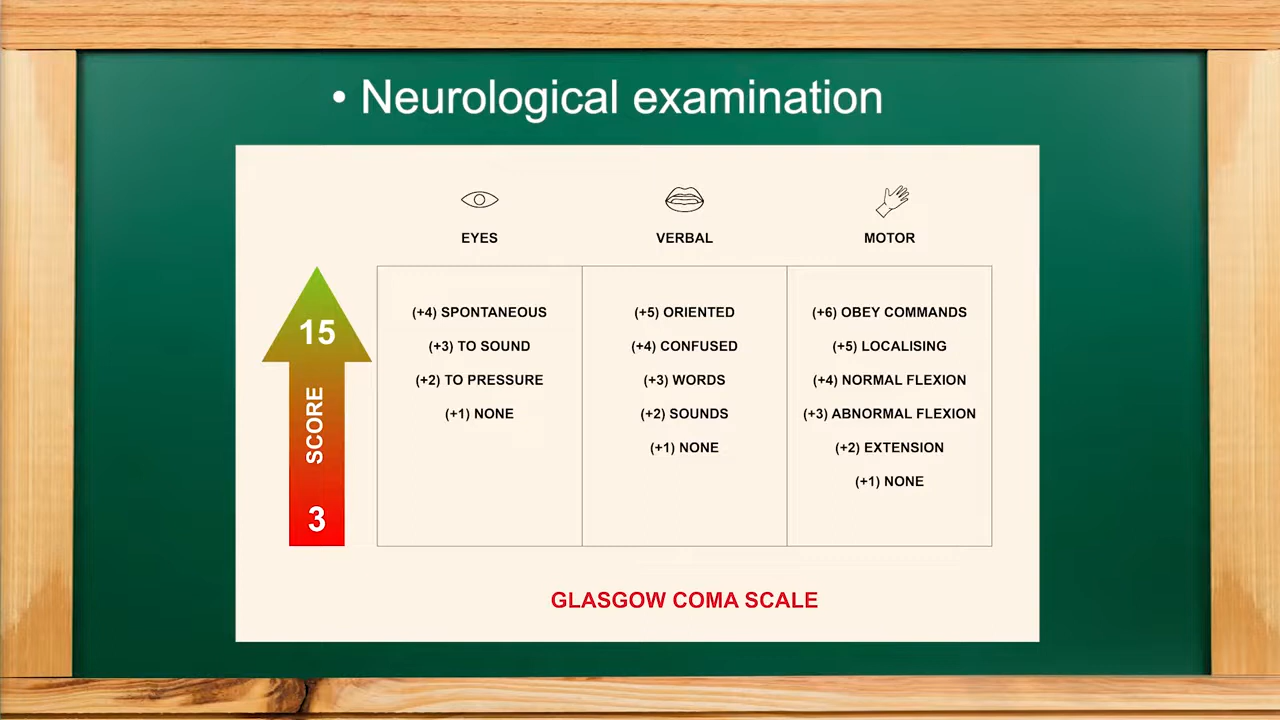 • Neurological examination
EYES
VERBAL
MOTOR
15
SCORE
3
(+4) SPONTANEOUS
(+3) TO SOUND
(+2) TO PRESSURE
(+1) NONE
(+5) ORIENTED
(+4) CONFUSED
(+3) WORDS
(+2) SOUNDS
(+1) NONE
(+6) OBEY COMMANDS
(+5) LOCALISING
(+4) NORMAL FLEXION
(+3) ABNORMAL FLEXION
(+2) EXTENSION
(+1) NONE
GLASGOW COMA SCALE